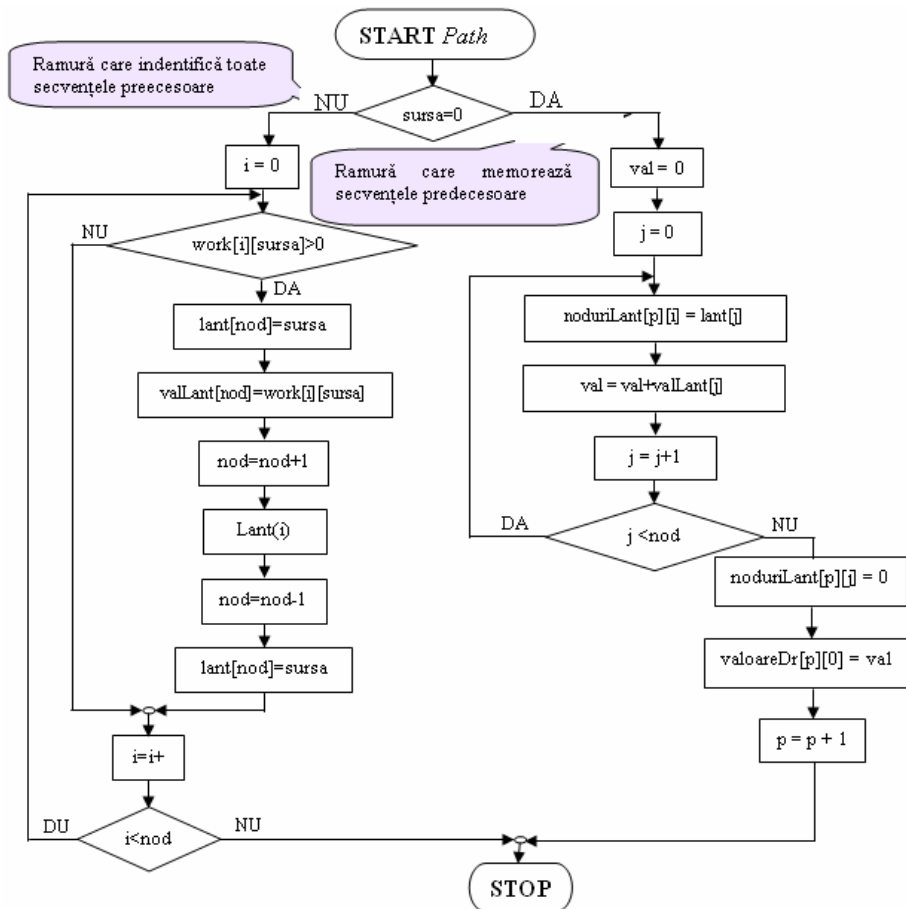 START Path
Ramură care indentifică toate
secvențele preecesoare
NU
DA
sursa=0
i = 0
Ramură care memorează
secvențele predecesoare
val = 0
NU
work[i][sursa]>0
j = 0
DA
lant[nod]=sursa
noduriLant[p][i] = lant[j]
valLant[nod]=work[i][sursa]
val = val+valLant[j]
nod=nod+1
j = j+1
Lant(i)
DA
j <nod
NU
nod=nod-1
noduriLant[p][j] = 0
lant[nod]=sursa
valoareDr[p][0] = val
i=i+
p = p + 1
DU
i<nod
NU
STOP